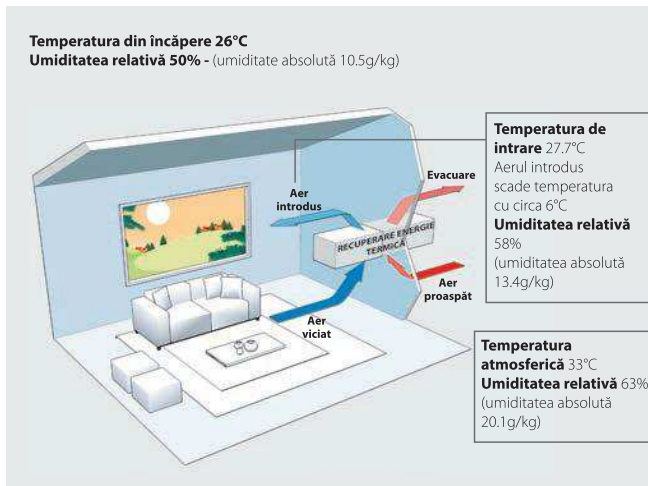 Temperatura din încăpere 26°C
Umiditatea relativă 50% - (umiditate absolută 10.5g/kg)
Temperatura de
intrare 27.7°C
Aerul introdus
scade temperatura
cu circa 6°C
Umiditatea relativă
58%
(umiditatea absolută
13.4g/kg)
Evacuare
Aer
introdus
RECUPERARE ENERGIE
TERMICĂ
Aer
proaspăt
Aer
viciat
Temperatura
atmosferică 33°C
Umiditatea relativă 63%
(umiditatea absolută
20.1g/kg)